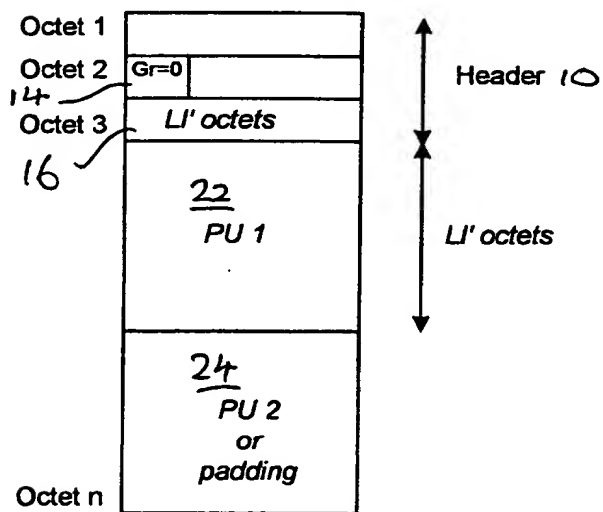 Octet 1
Octet 2 Gr=0
Header 10
14
Octet 3 LI' octets
16
22
PU 1
LI' octets
24
PU 2
or
padding
Octet n